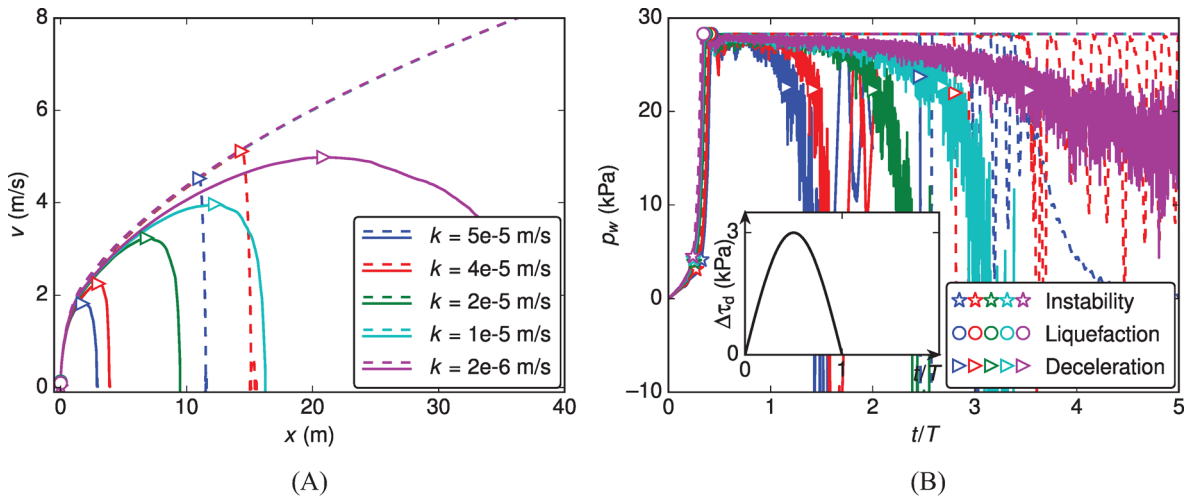 8
6
4
2
0
v (m/s)
0
10
20
30
40
x (m)
k = 5e-5 m/s
k = 4e-5 m/s
k = 2e-5 m/s
k = 1e-5 m/s
k = 2e-6 m/s
(A)
30
20
10
0
−10
p_w (kPa)
0
1
2
3
4
5
t/T
3
0
Δτ_d (kPa)
0
1
t/T
Instability
Liquefaction
Deceleration
(B)